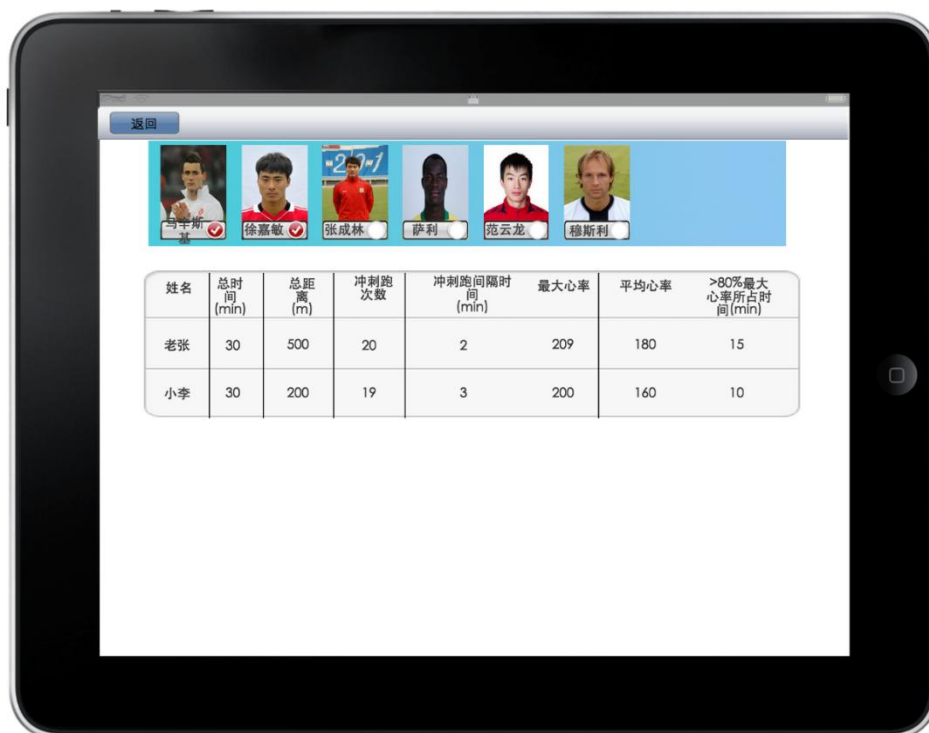 返回
马辛斯
基
徐嘉敏
张成林
萨利
范云龙
穆斯利
姓名
总时
间
(min)
总距
离
(m)
冲刺跑
次数
冲刺跑间隔时
间
(min)
最大心率
平均心率
>80%最大
心率所占时
间(min)
老张 30 500 20 2 209 180 15
小李 30 200 19 3 200 160 10